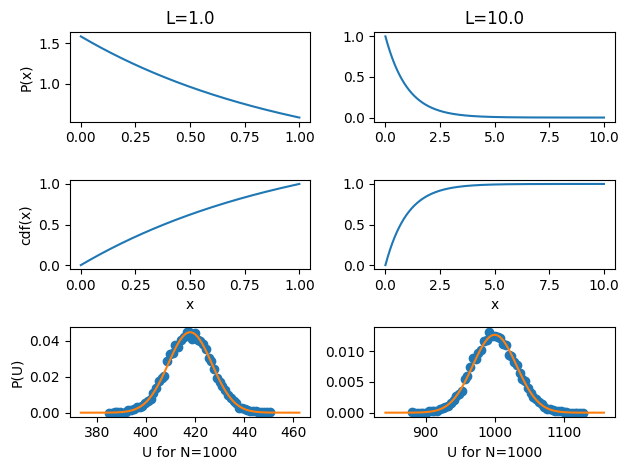 L=1.0 L=10.0
1.5 1.0
P(x) 0.5
1.0 0.0
0.00 0.25 0.50 0.75 1.00 0.0 2.5 5.0 7.5 10.0
1.0 1.0
cdf(x) 0.5 0.5
0.0 0.0
0.00 0.25 0.50 0.75 1.00 0.0 2.5 5.0 7.5 10.0
x x
0.04 0.010
P(U) 0.02 0.005
0.00 0.000
380 400 420 440 460 900 1000 1100
U for N=1000 U for N=1000